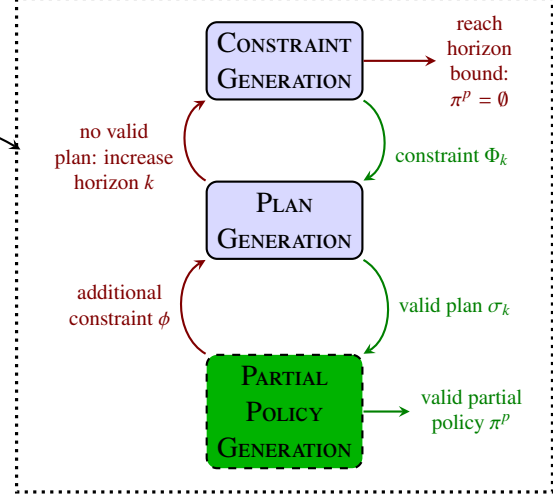 CONSTRAINT
GENERATION
reach
horizon
bound:
π^p = ∅
no valid
plan: increase
horizon k
constraint Φ_k
PLAN
GENERATION
additional
constraint ϕ
valid plan σ_k
PARTIAL
POLICY
GENERATION
valid partial
policy π^p